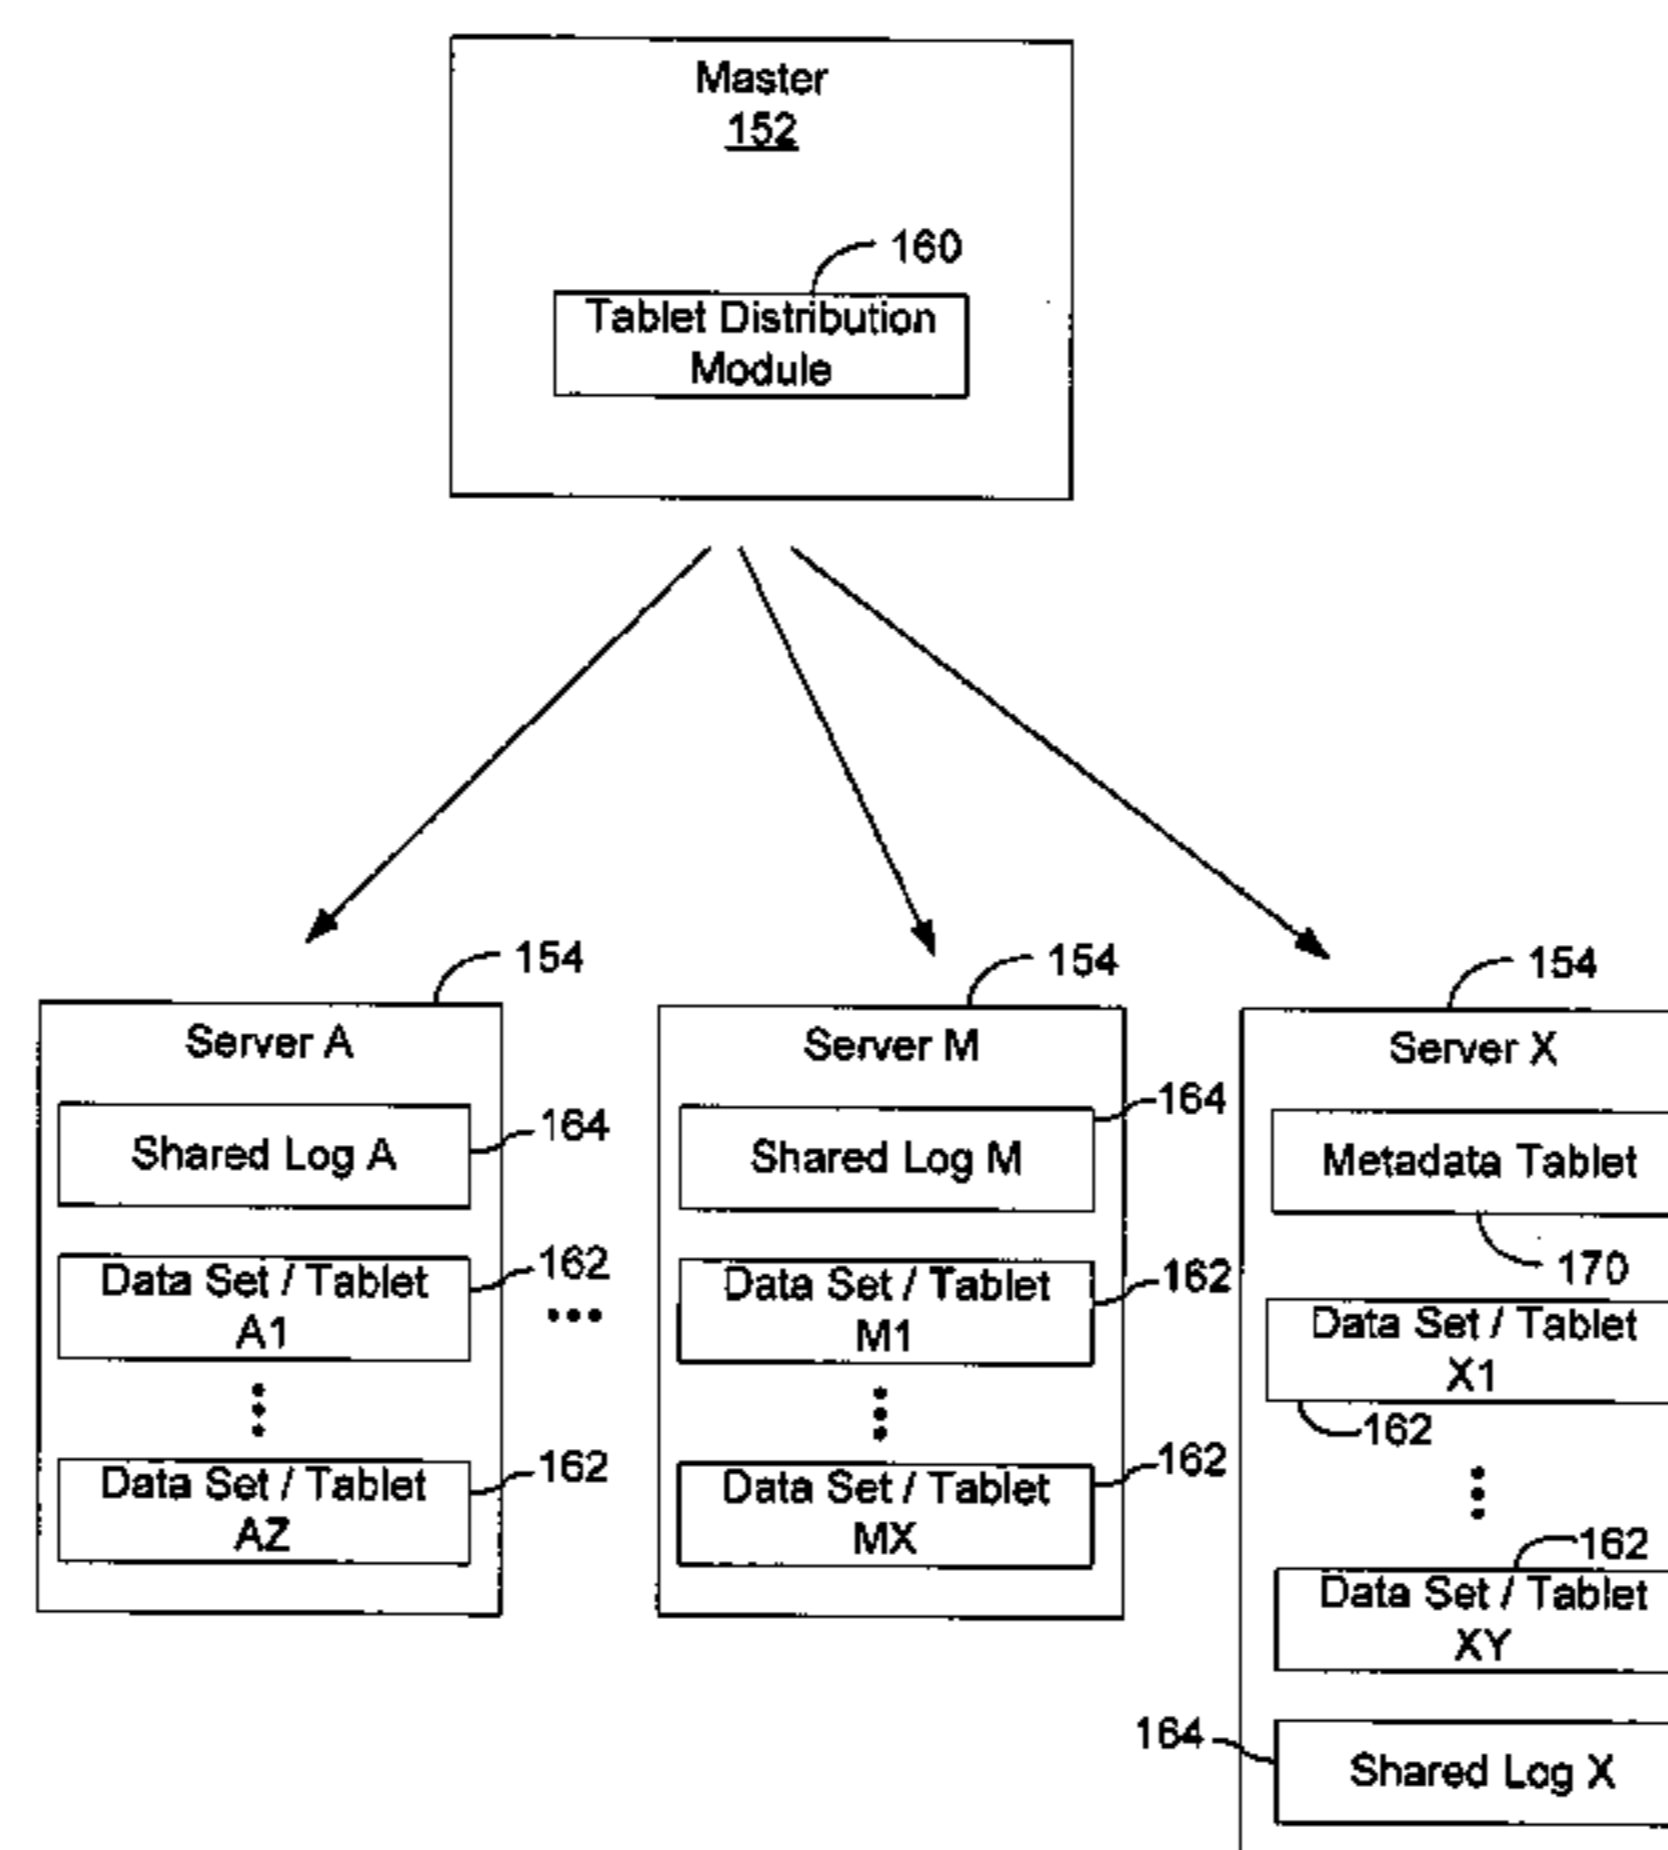 Master
152
160
Tablet Distribution
Module
154
Server A
Shared Log A
164
Data Set / Tablet
A1
162
Data Set / Tablet
AZ
162
154
Server M
Shared Log M
164
Data Set / Tablet
M1
162
Data Set / Tablet
MX
162
154
Server X
Metadata Tablet
170
Data Set / Tablet
X1
162
162
Data Set / Tablet
XY
164
Shared Log X